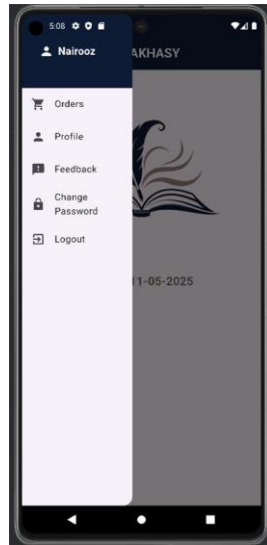 5:08
Nairooz
AKHASY
Orders
Profile
Feedback
Change
Password
Logout
11-05-2025